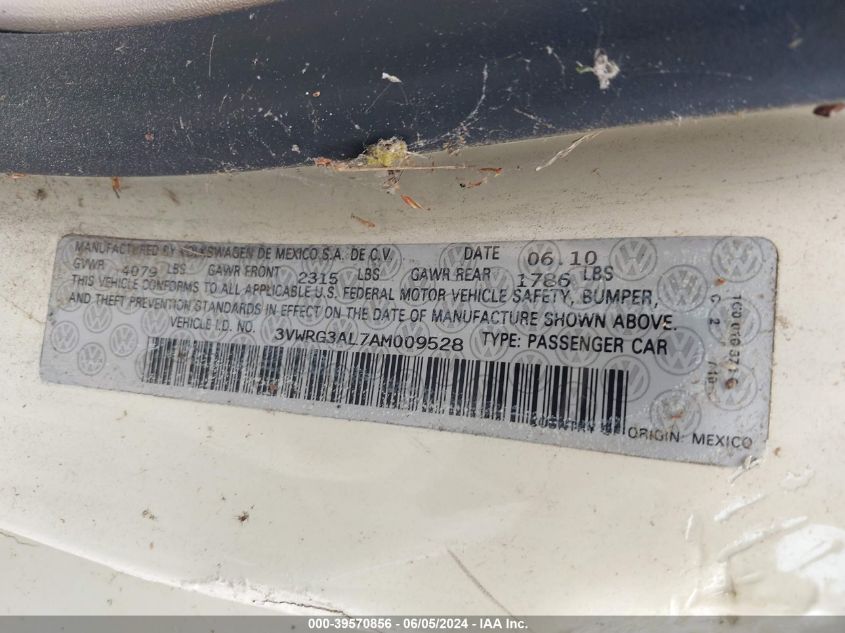 MANUFACTURED BY VOLKSWAGEN DE MEXICO S.A. DE C.V. DATE 06.10
GVWR 4079 LBS GAWR FRONT 2315 LBS GAWR REAR 1786 LBS
THIS VEHICLE CONFORMS TO ALL APPLICABLE U.S. FEDERAL MOTOR VEHICLE SAFETY, BUMPER,
AND THEFT PREVENTION STANDARDS IN EFFECT ON THE DATE OF MANUFACTURE SHOWN ABOVE.
VEHICLE I.D. NO. 3VWRG3AL7AM009528 TYPE: PASSENGER CAR
COUNTRY OF ORIGIN: MEXICO
000-39570856 - 06/05/2024 - IAA Inc.